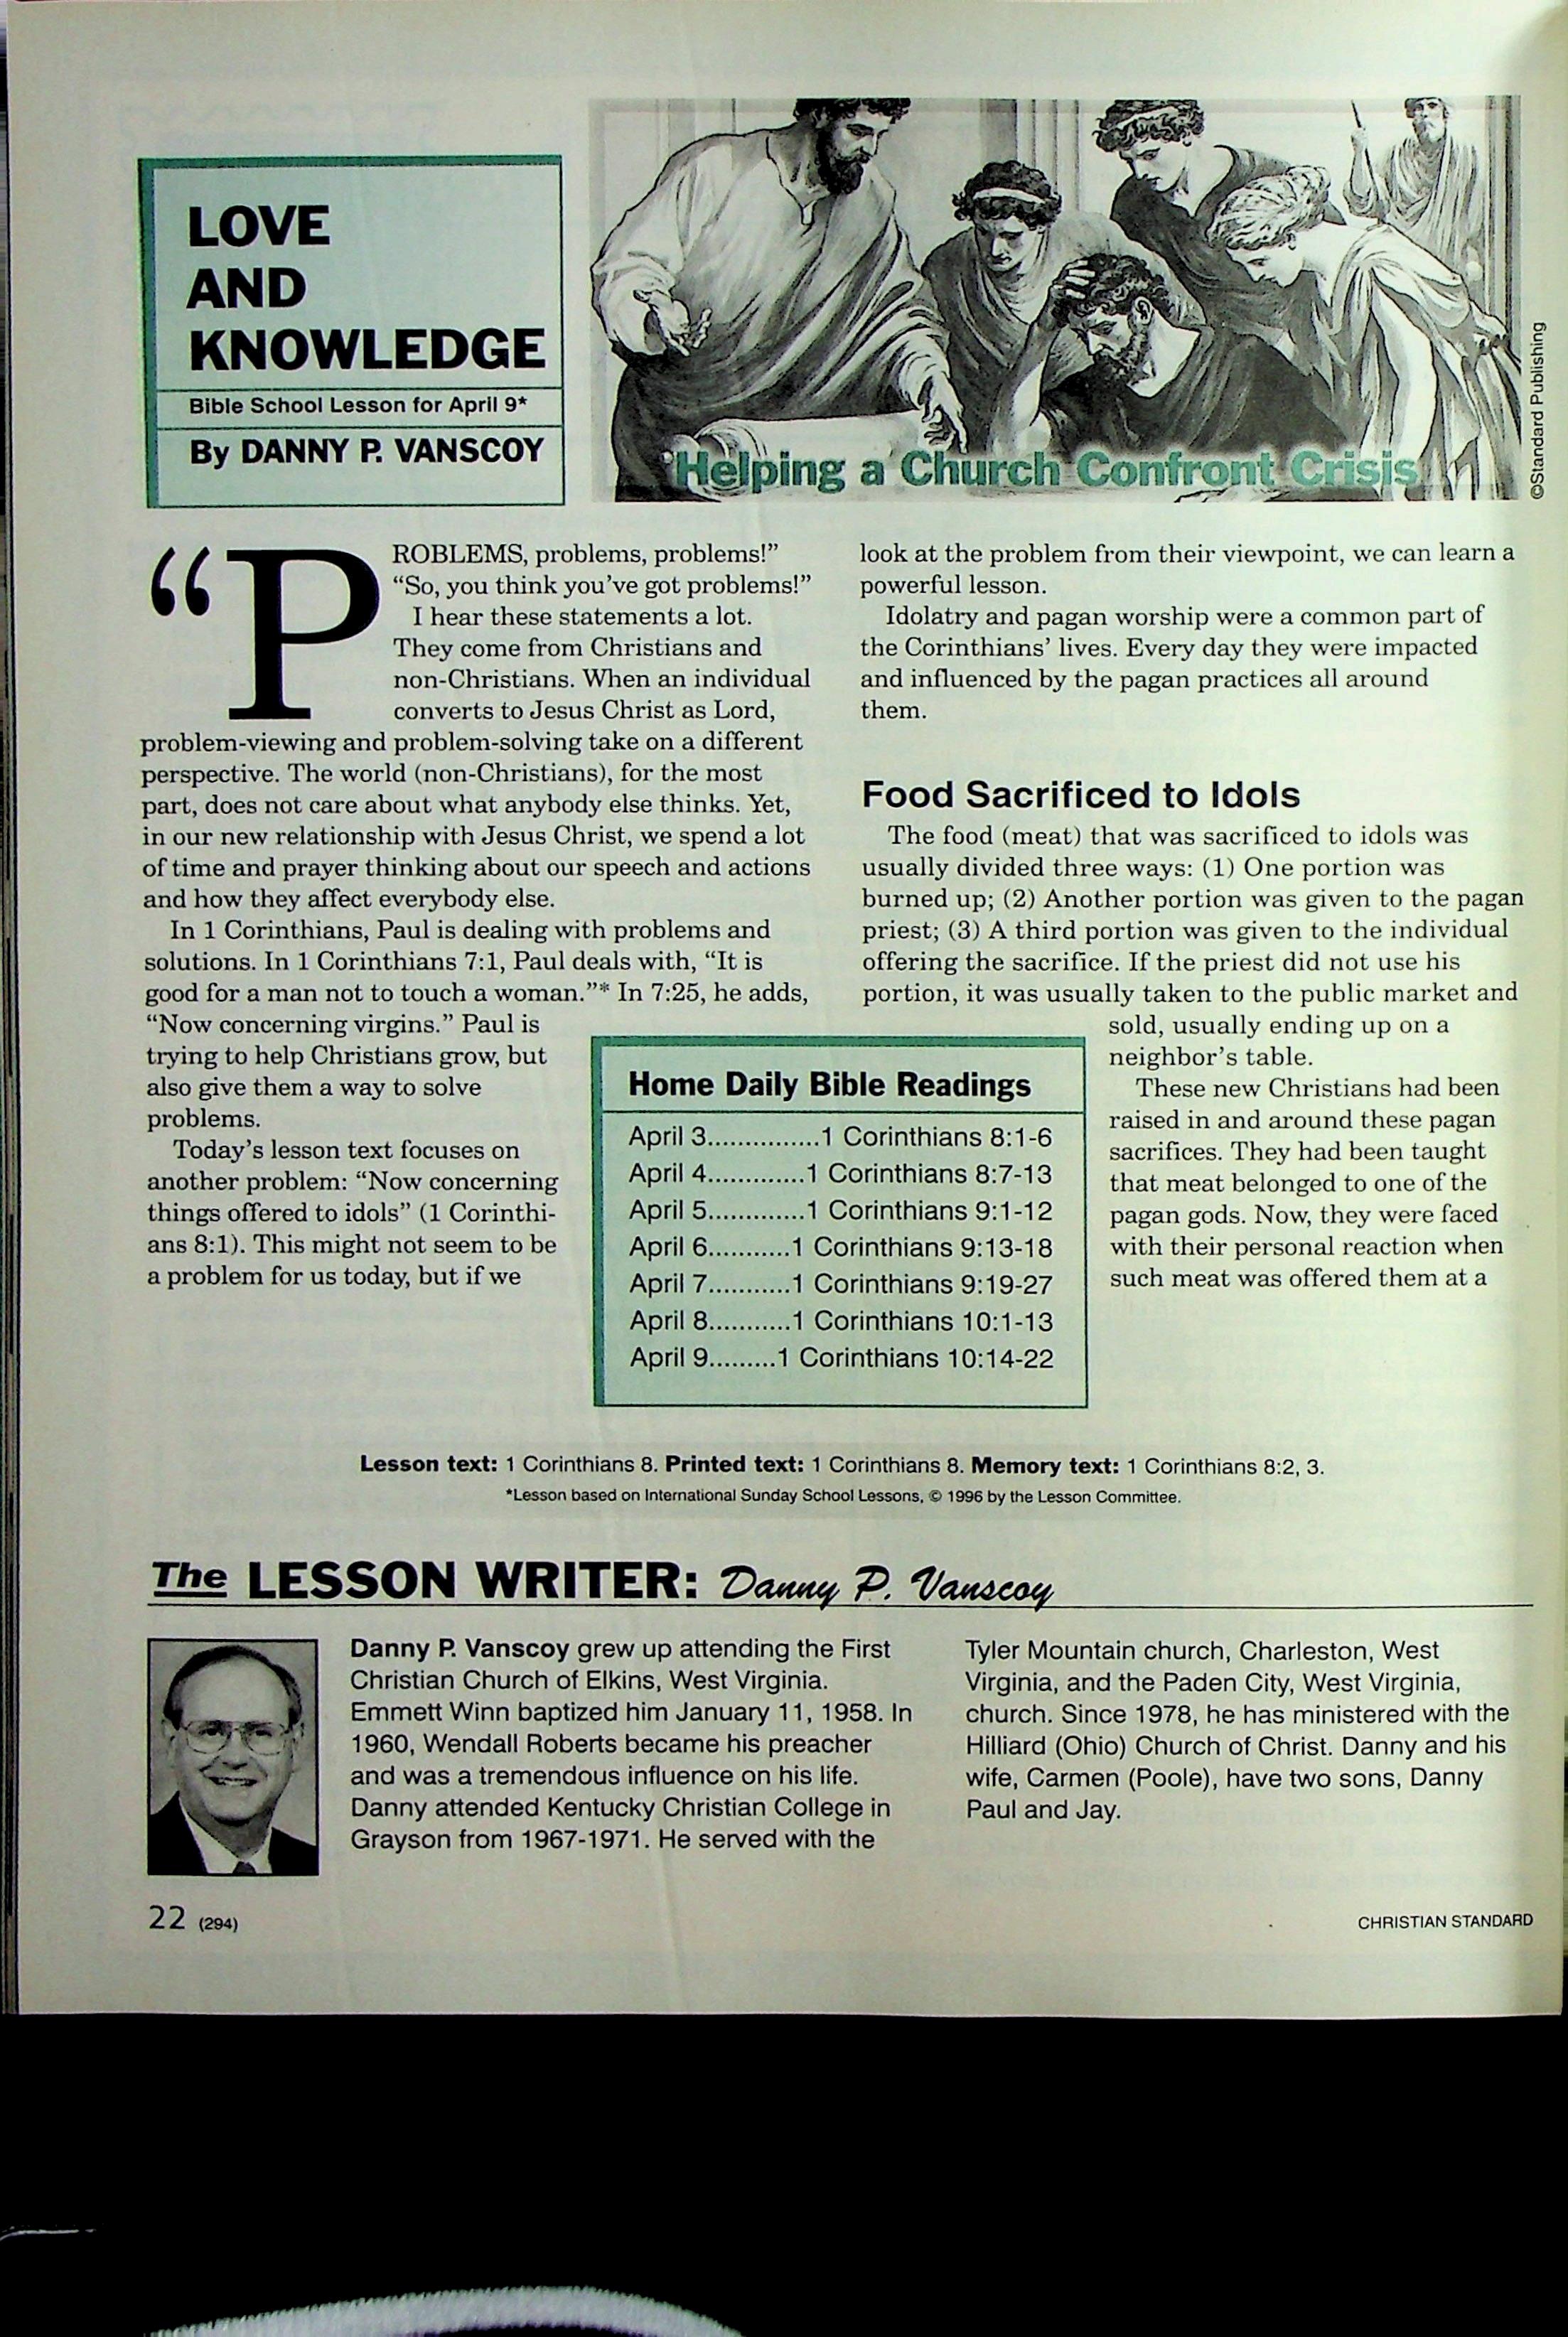 LOVE
AND
KNOWLEDGE
Bible School Lesson for April 9*
By DANNY P. VANSCOY
Helping a Church Confront Crisis
©Standard Publishing
“PROBLEMS, problems, problems!”
“So, you think you’ve got problems!”
I hear these statements a lot.
They come from Christians and
non-Christians. When an individual
converts to Jesus Christ as Lord,
problem-viewing and problem-solving take on a different
perspective. The world (non-Christians), for the most
part, does not care about what anybody else thinks. Yet,
in our new relationship with Jesus Christ, we spend a lot
of time and prayer thinking about our speech and actions
and how they affect everybody else.
In 1 Corinthians, Paul is dealing with problems and
solutions. In 1 Corinthians 7:1, Paul deals with, “It is
good for a man not to touch a woman.”* In 7:25, he adds,
“Now concerning virgins.” Paul is
trying to help Christians grow, but
also give them a way to solve
problems.
Today’s lesson text focuses on
another problem: “Now concerning
things offered to idols” (1 Corinthi-
ans 8:1). This might not seem to be
a problem for us today, but if we
look at the problem from their viewpoint, we can learn a
powerful lesson.
Idolatry and pagan worship were a common part of
the Corinthians’ lives. Every day they were impacted
and influenced by the pagan practices all around
them.
Food Sacrificed to Idols
The food (meat) that was sacrificed to idols was
usually divided three ways: (1) One portion was
burned up; (2) Another portion was given to the pagan
priest; (3) A third portion was given to the individual
offering the sacrifice. If the priest did not use his
portion, it was usually taken to the public market and
sold, usually ending up on a
neighbor’s table.
These new Christians had been
raised in and around these pagan
sacrifices. They had been taught
that meat belonged to one of the
pagan gods. Now, they were faced
with their personal reaction when
such meat was offered them at a
Home Daily Bible Readings
April 3...............1 Corinthians 8:1-6
April 4.............1 Corinthians 8:7-13
April 5.............1 Corinthians 9:1-12
April 6...........1 Corinthians 9:13-18
April 7...........1 Corinthians 9:19-27
April 8...........1 Corinthians 10:1-13
April 9.........1 Corinthians 10:14-22
Lesson text: 1 Corinthians 8. Printed text: 1 Corinthians 8. Memory text: 1 Corinthians 8:2, 3.
*Lesson based on International Sunday School Lessons, © 1996 by the Lesson Committee.
The LESSON WRITER: Danny P. Vanscoy
Danny P. Vanscoy grew up attending the First
Christian Church of Elkins, West Virginia.
Emmett Winn baptized him January 11, 1958. In
1960, Wendall Roberts became his preacher
and was a tremendous influence on his life.
Danny attended Kentucky Christian College in
Grayson from 1967-1971. He served with the
Tyler Mountain church, Charleston, West
Virginia, and the Paden City, West Virginia,
church. Since 1978, he has ministered with the
Hilliard (Ohio) Church of Christ. Danny and his
wife, Carmen (Poole), have two sons, Danny
Paul and Jay.
22 (294)
CHRISTIAN STANDARD